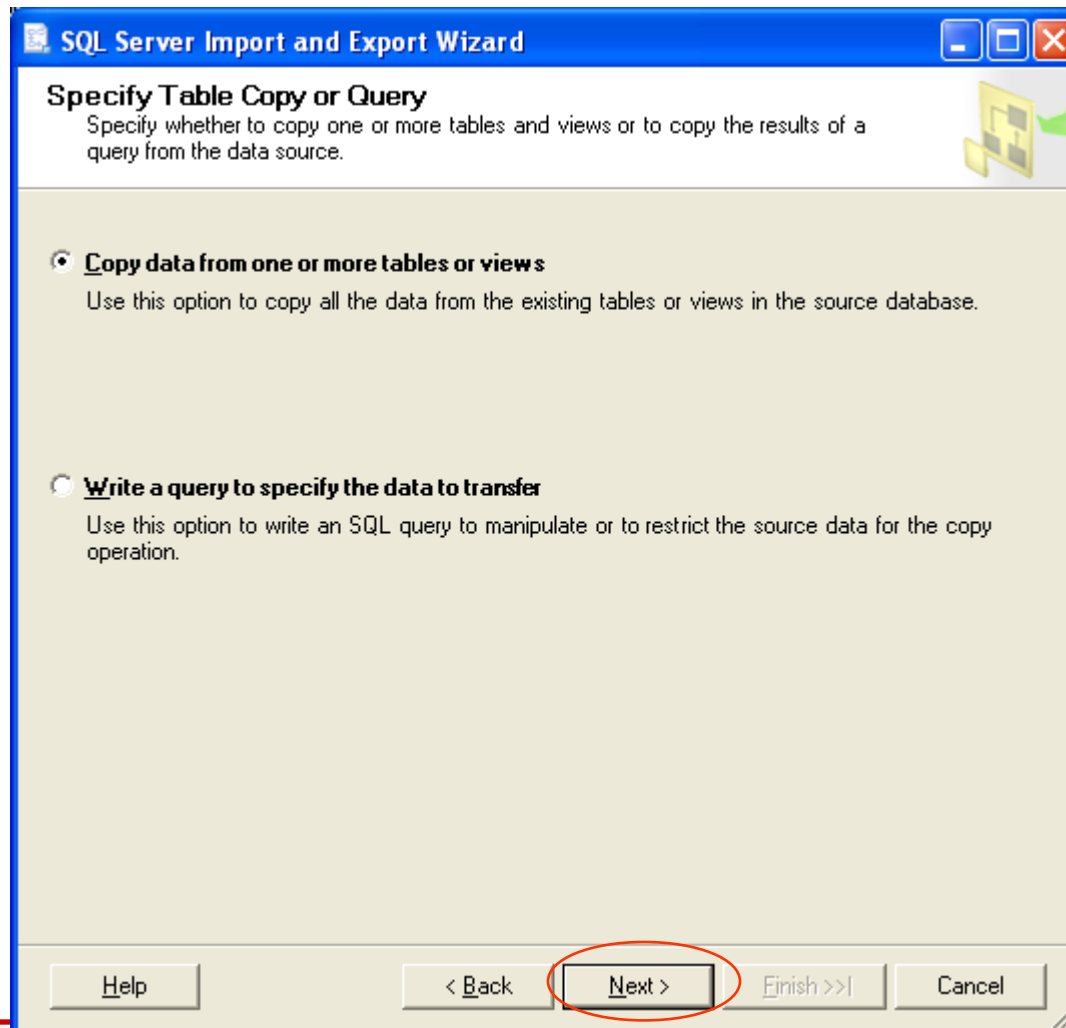 SQL Server Import and Export Wizard
Specify Table Copy or Query
Specify whether to copy one or more tables and views or to copy the results of a
query from the data source.
Copy data from one or more tables or views
Use this option to copy all the data from the existing tables or views in the source database.
Write a query to specify the data to transfer
Use this option to write an SQL query to manipulate or to restrict the source data for the copy
operation.
Help < Back Next > Finish >>| Cancel